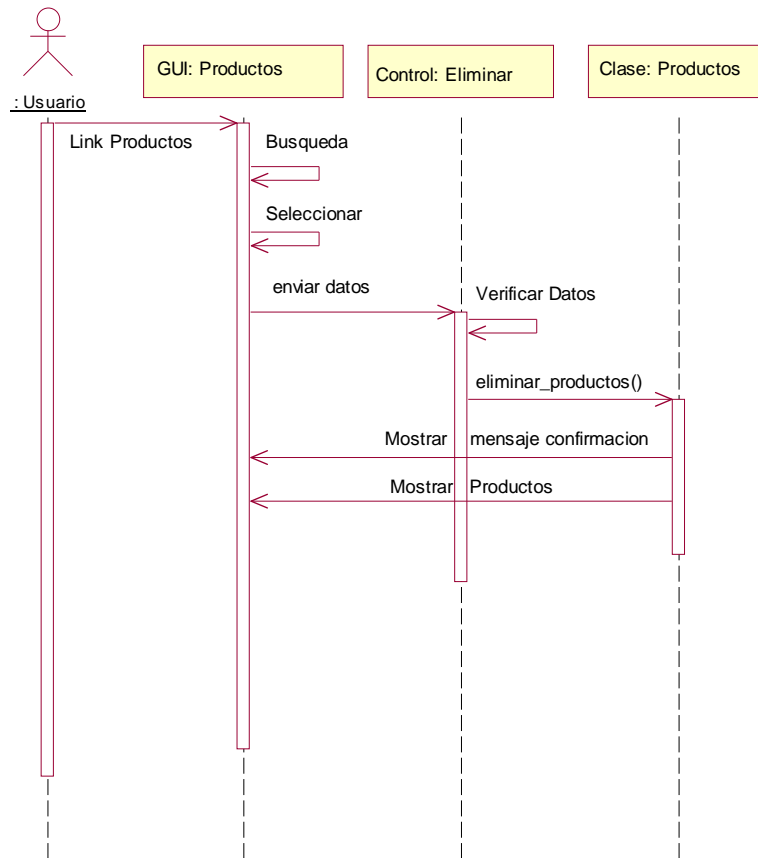 : Usuario
GUI: Productos
Control: Eliminar
Clase: Productos
Link Productos
Busqueda
Seleccionar
enviar datos
Verificar Datos
eliminar_productos()
Mostrar mensaje confirmacion
Mostrar Productos